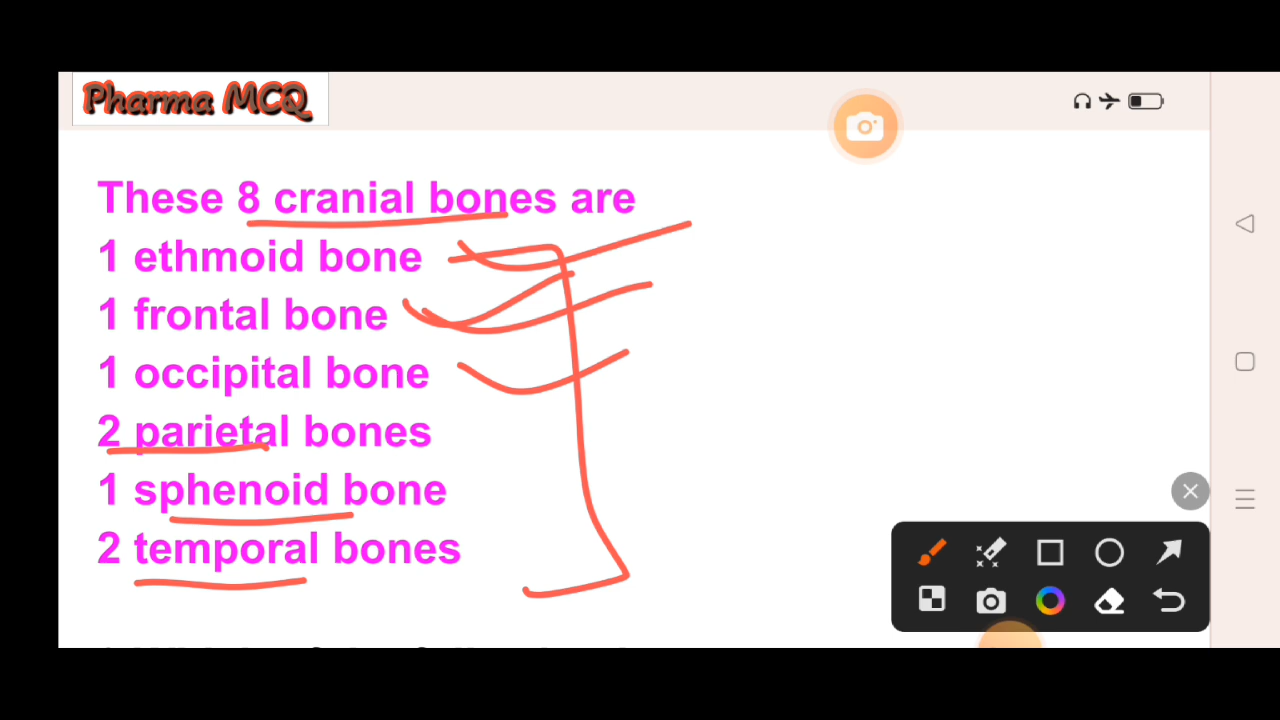 Pharma MCQ
These 8 cranial bones are
1 ethmoid bone
1 frontal bone
1 occipital bone
2 parietal bones
1 sphenoid bone
2 temporal bones